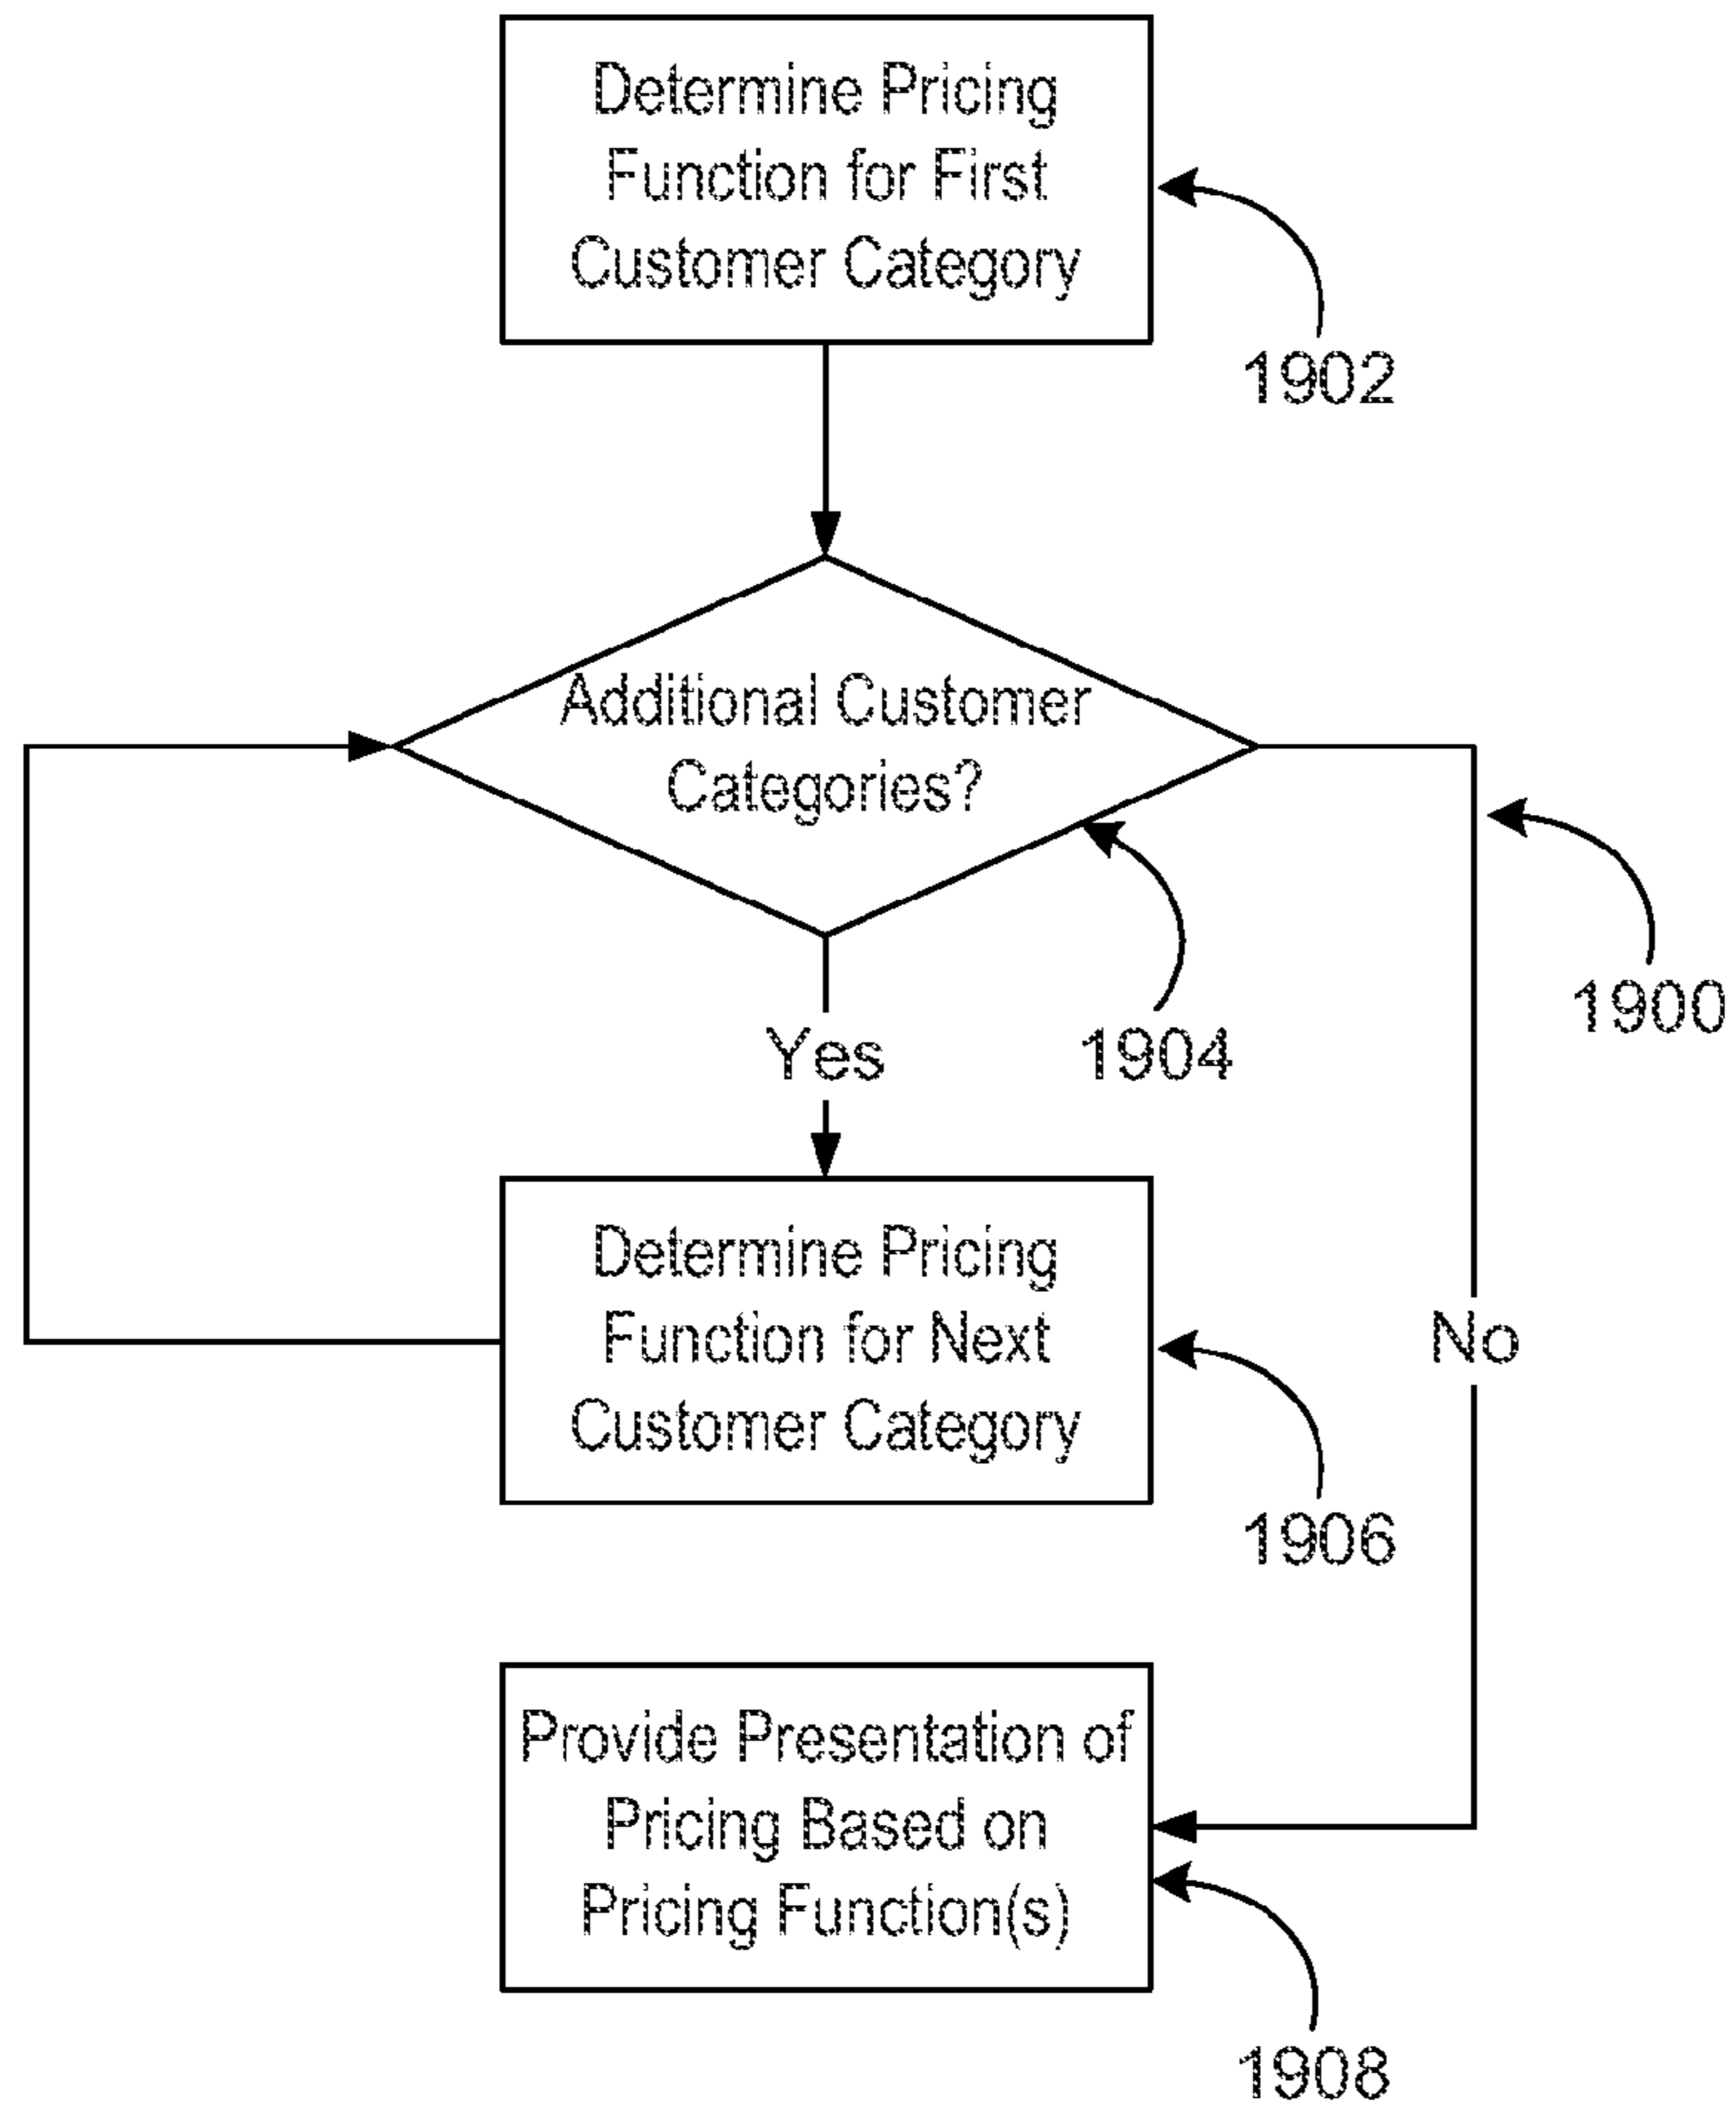 Determine Pricing
Function for First
Customer Category
1902
Additional Customer
Categories?
1900
Yes
1904
Determine Pricing
Function for Next
Customer Category
No
1906
Provide Presentation of
Pricing Based on
Pricing Function(s)
1908